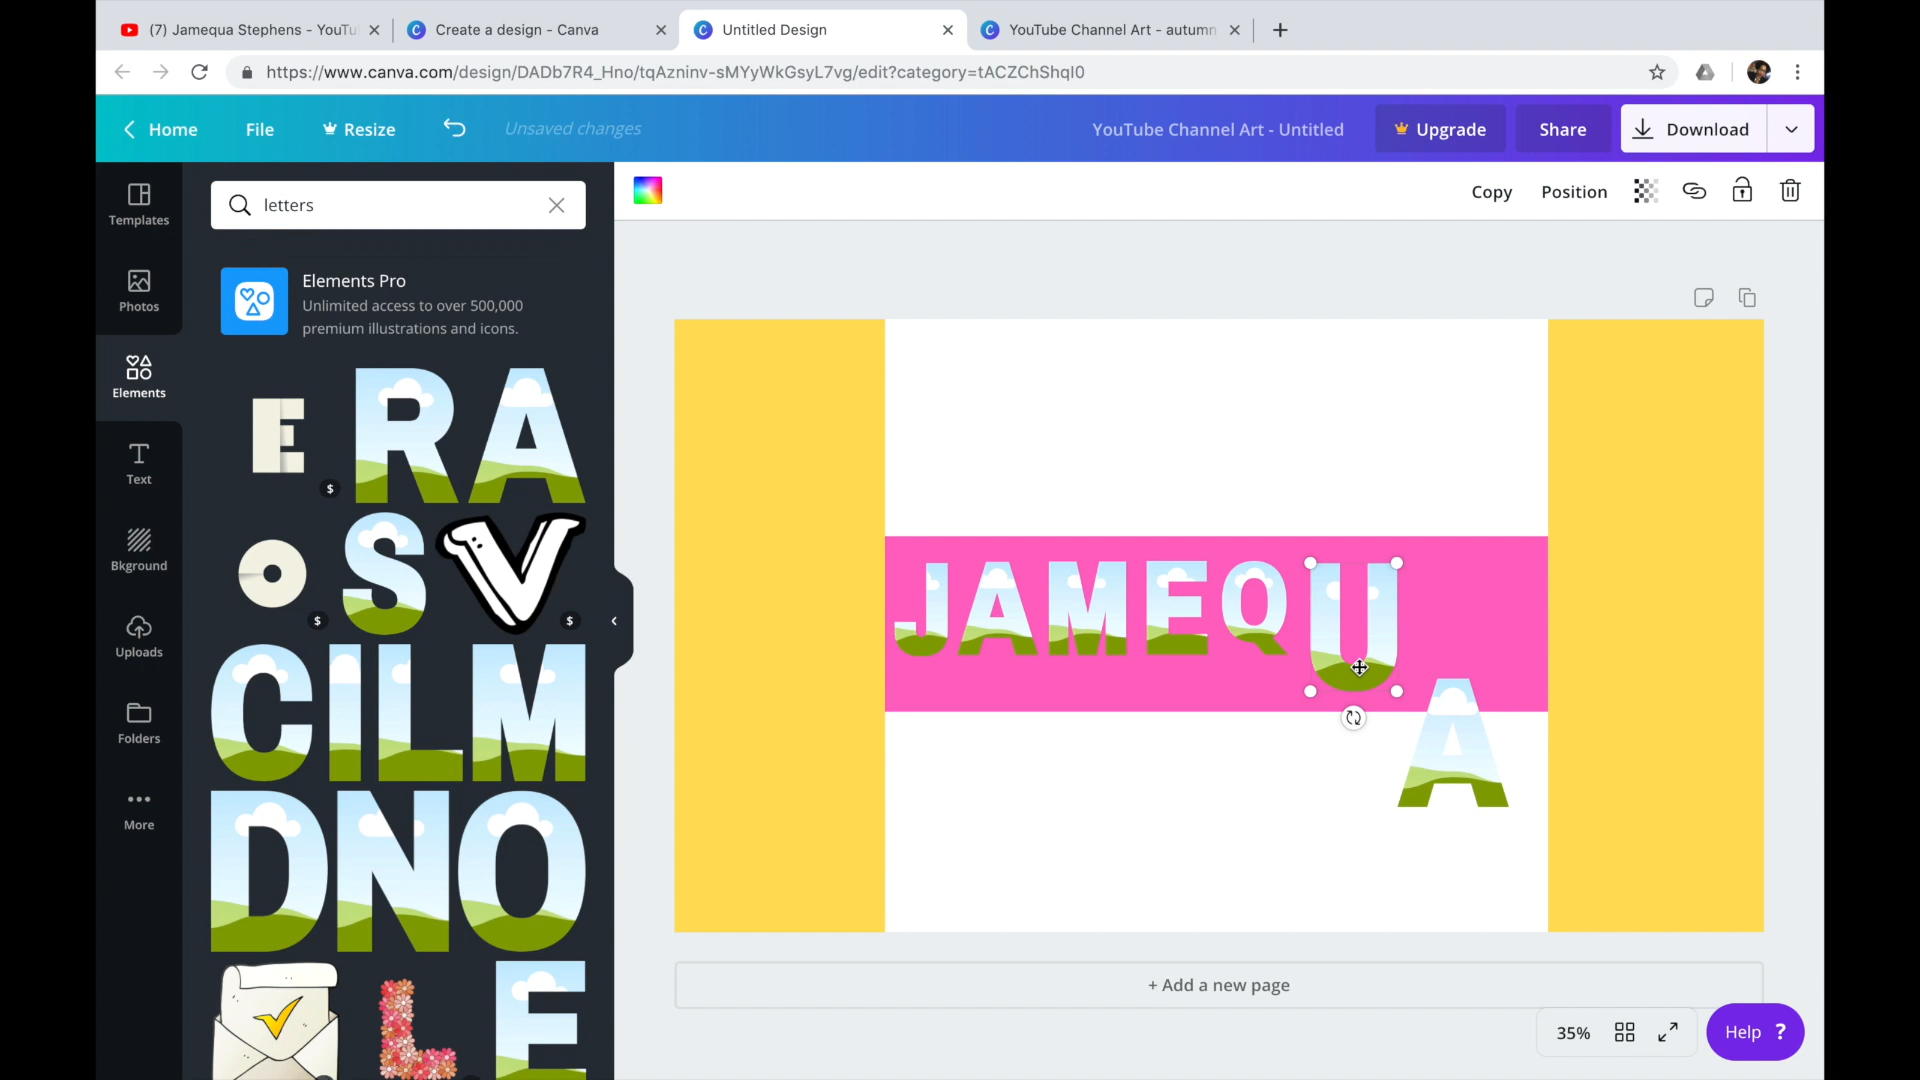 (7) Jamequa Stephens - YouTu
Create a design - Canva
Untitled Design
YouTube Channel Art - autumn
https://www.canva.com/design/DADb7R4_Hno/tqAzninv-sMYyWkGsyL7vg/edit?category=tACZChShqI0
Home
File
Resize
Unsaved changes
YouTube Channel Art - Untitled
Upgrade
Share
Download
Templates
Photos
Elements
Text
Bkground
Uploads
Folders
More
letters
Elements Pro
Unlimited access to over 500,000
premium illustrations and icons.
E R A
$
O S V
$ $
C I L M
D N O
L E
Copy
Position
JAMEQU
A
+ Add a new page
35%
Help ?